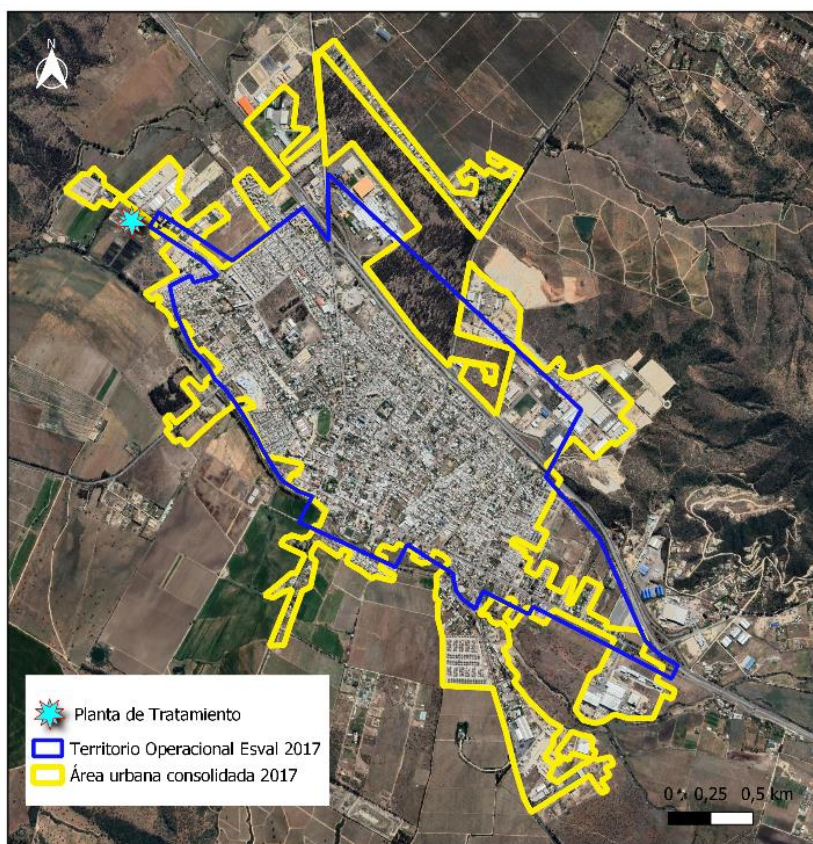 N
Planta de Tratamiento
Territorio Operacional Esval 2017
Área urbana consolidada 2017
0 0,25 0,5 km